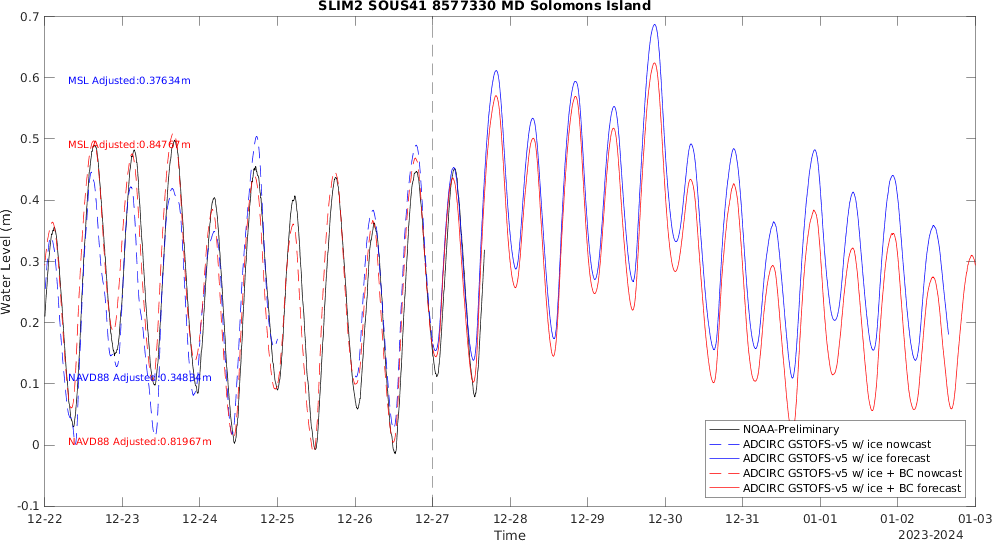 SLIM2 SOUS41 8577330 MD Solomons Island
0.7
0.6
0.5
0.4
0.3
0.2
0.1
0
-0.1
Water Level (m)
MSL Adjusted:0.37634m
MSL Adjusted:0.84767m
NAVD88 Adjusted:0.34834m
NAVD88 Adjusted:0.81967m
NOAA-Preliminary
ADCIRC GSTOFS-v5 w/ ice nowcast
ADCIRC GSTOFS-v5 w/ ice forecast
ADCIRC GSTOFS-v5 w/ ice + BC nowcast
ADCIRC GSTOFS-v5 w/ ice + BC forecast
12-22 12-23 12-24 12-25 12-26 12-27 12-28 12-29 12-30 12-31 01-01 01-02 01-03
Time
2023-2024